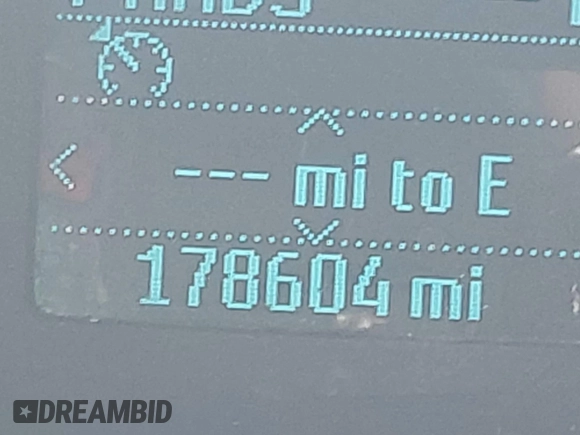 --- mi to E
178604 mi
DREAMBID